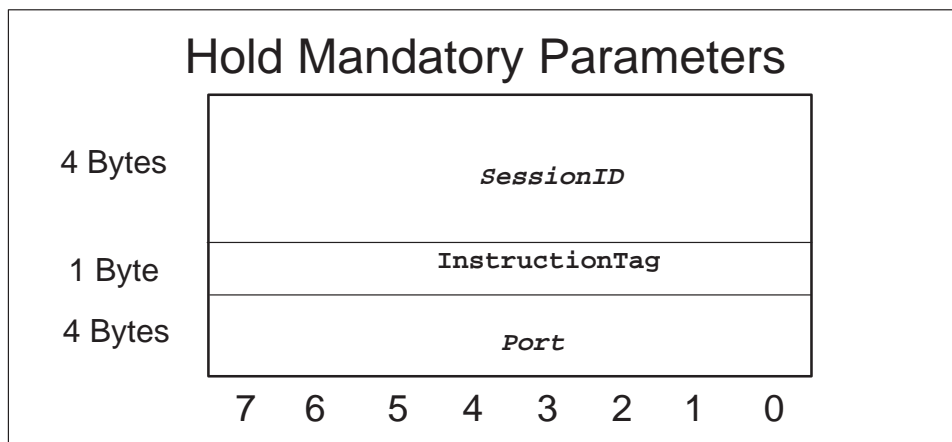 Hold Mandatory Parameters
4 Bytes
SessionID
1 Byte
InstructionTag
4 Bytes
Port
7 6 5 4 3 2 1 0